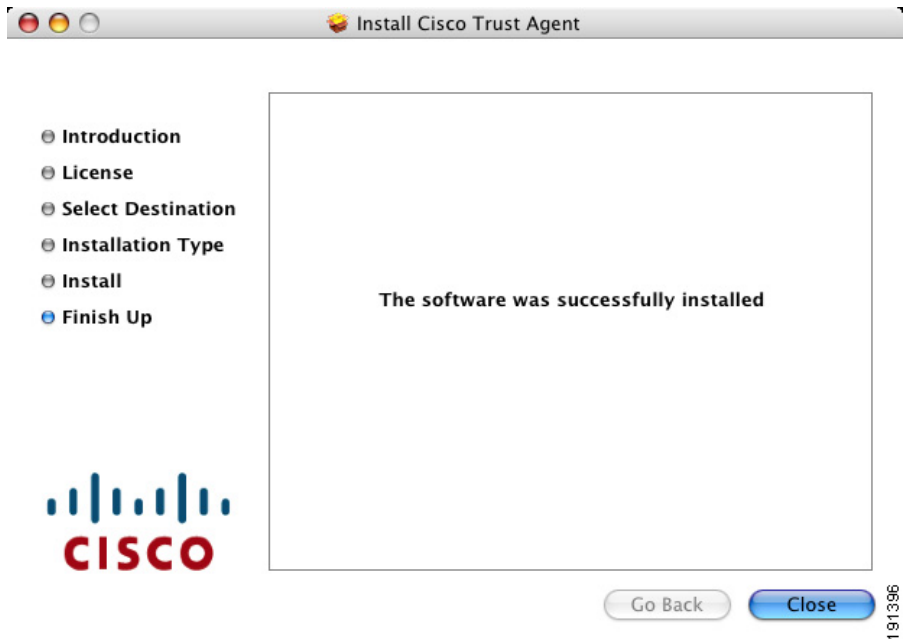 Install Cisco Trust Agent
Introduction
License
Select Destination
Installation Type
Install
Finish Up
The software was successfully installed
CISCO
Go Back
Close
191396